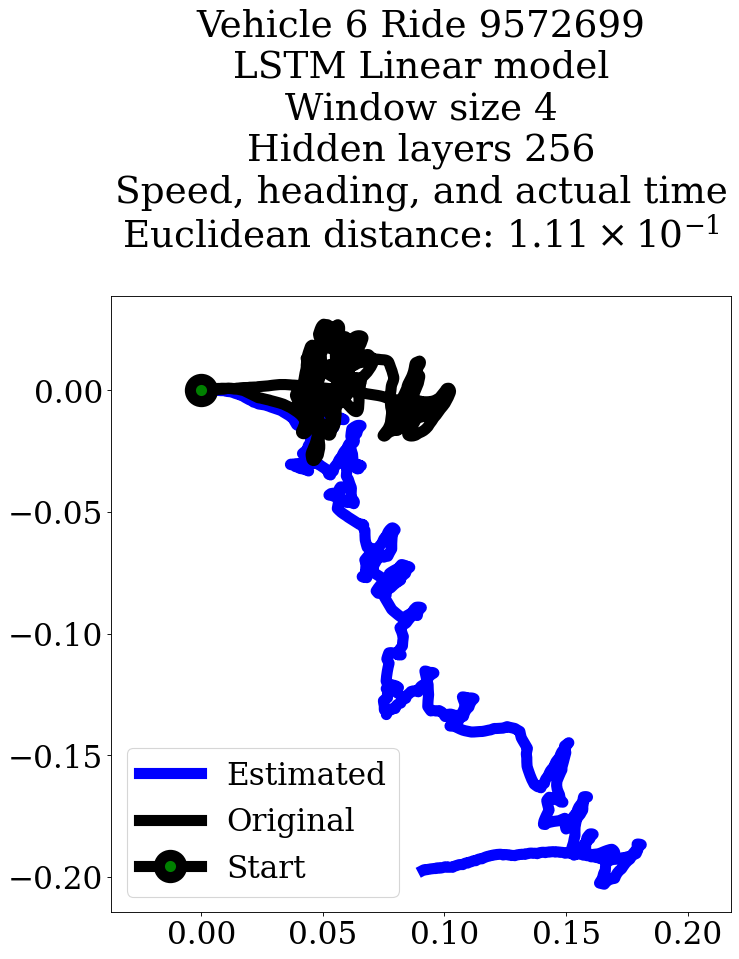 Vehicle 6 Ride 9572699
LSTM Linear model
Window size 4
Hidden layers 256
Speed, heading, and actual time
Euclidean distance: 1.11 × 10⁻¹
0.00
−0.05
−0.10
−0.15
−0.20
Estimated
Original
Start
0.00 0.05 0.10 0.15 0.20